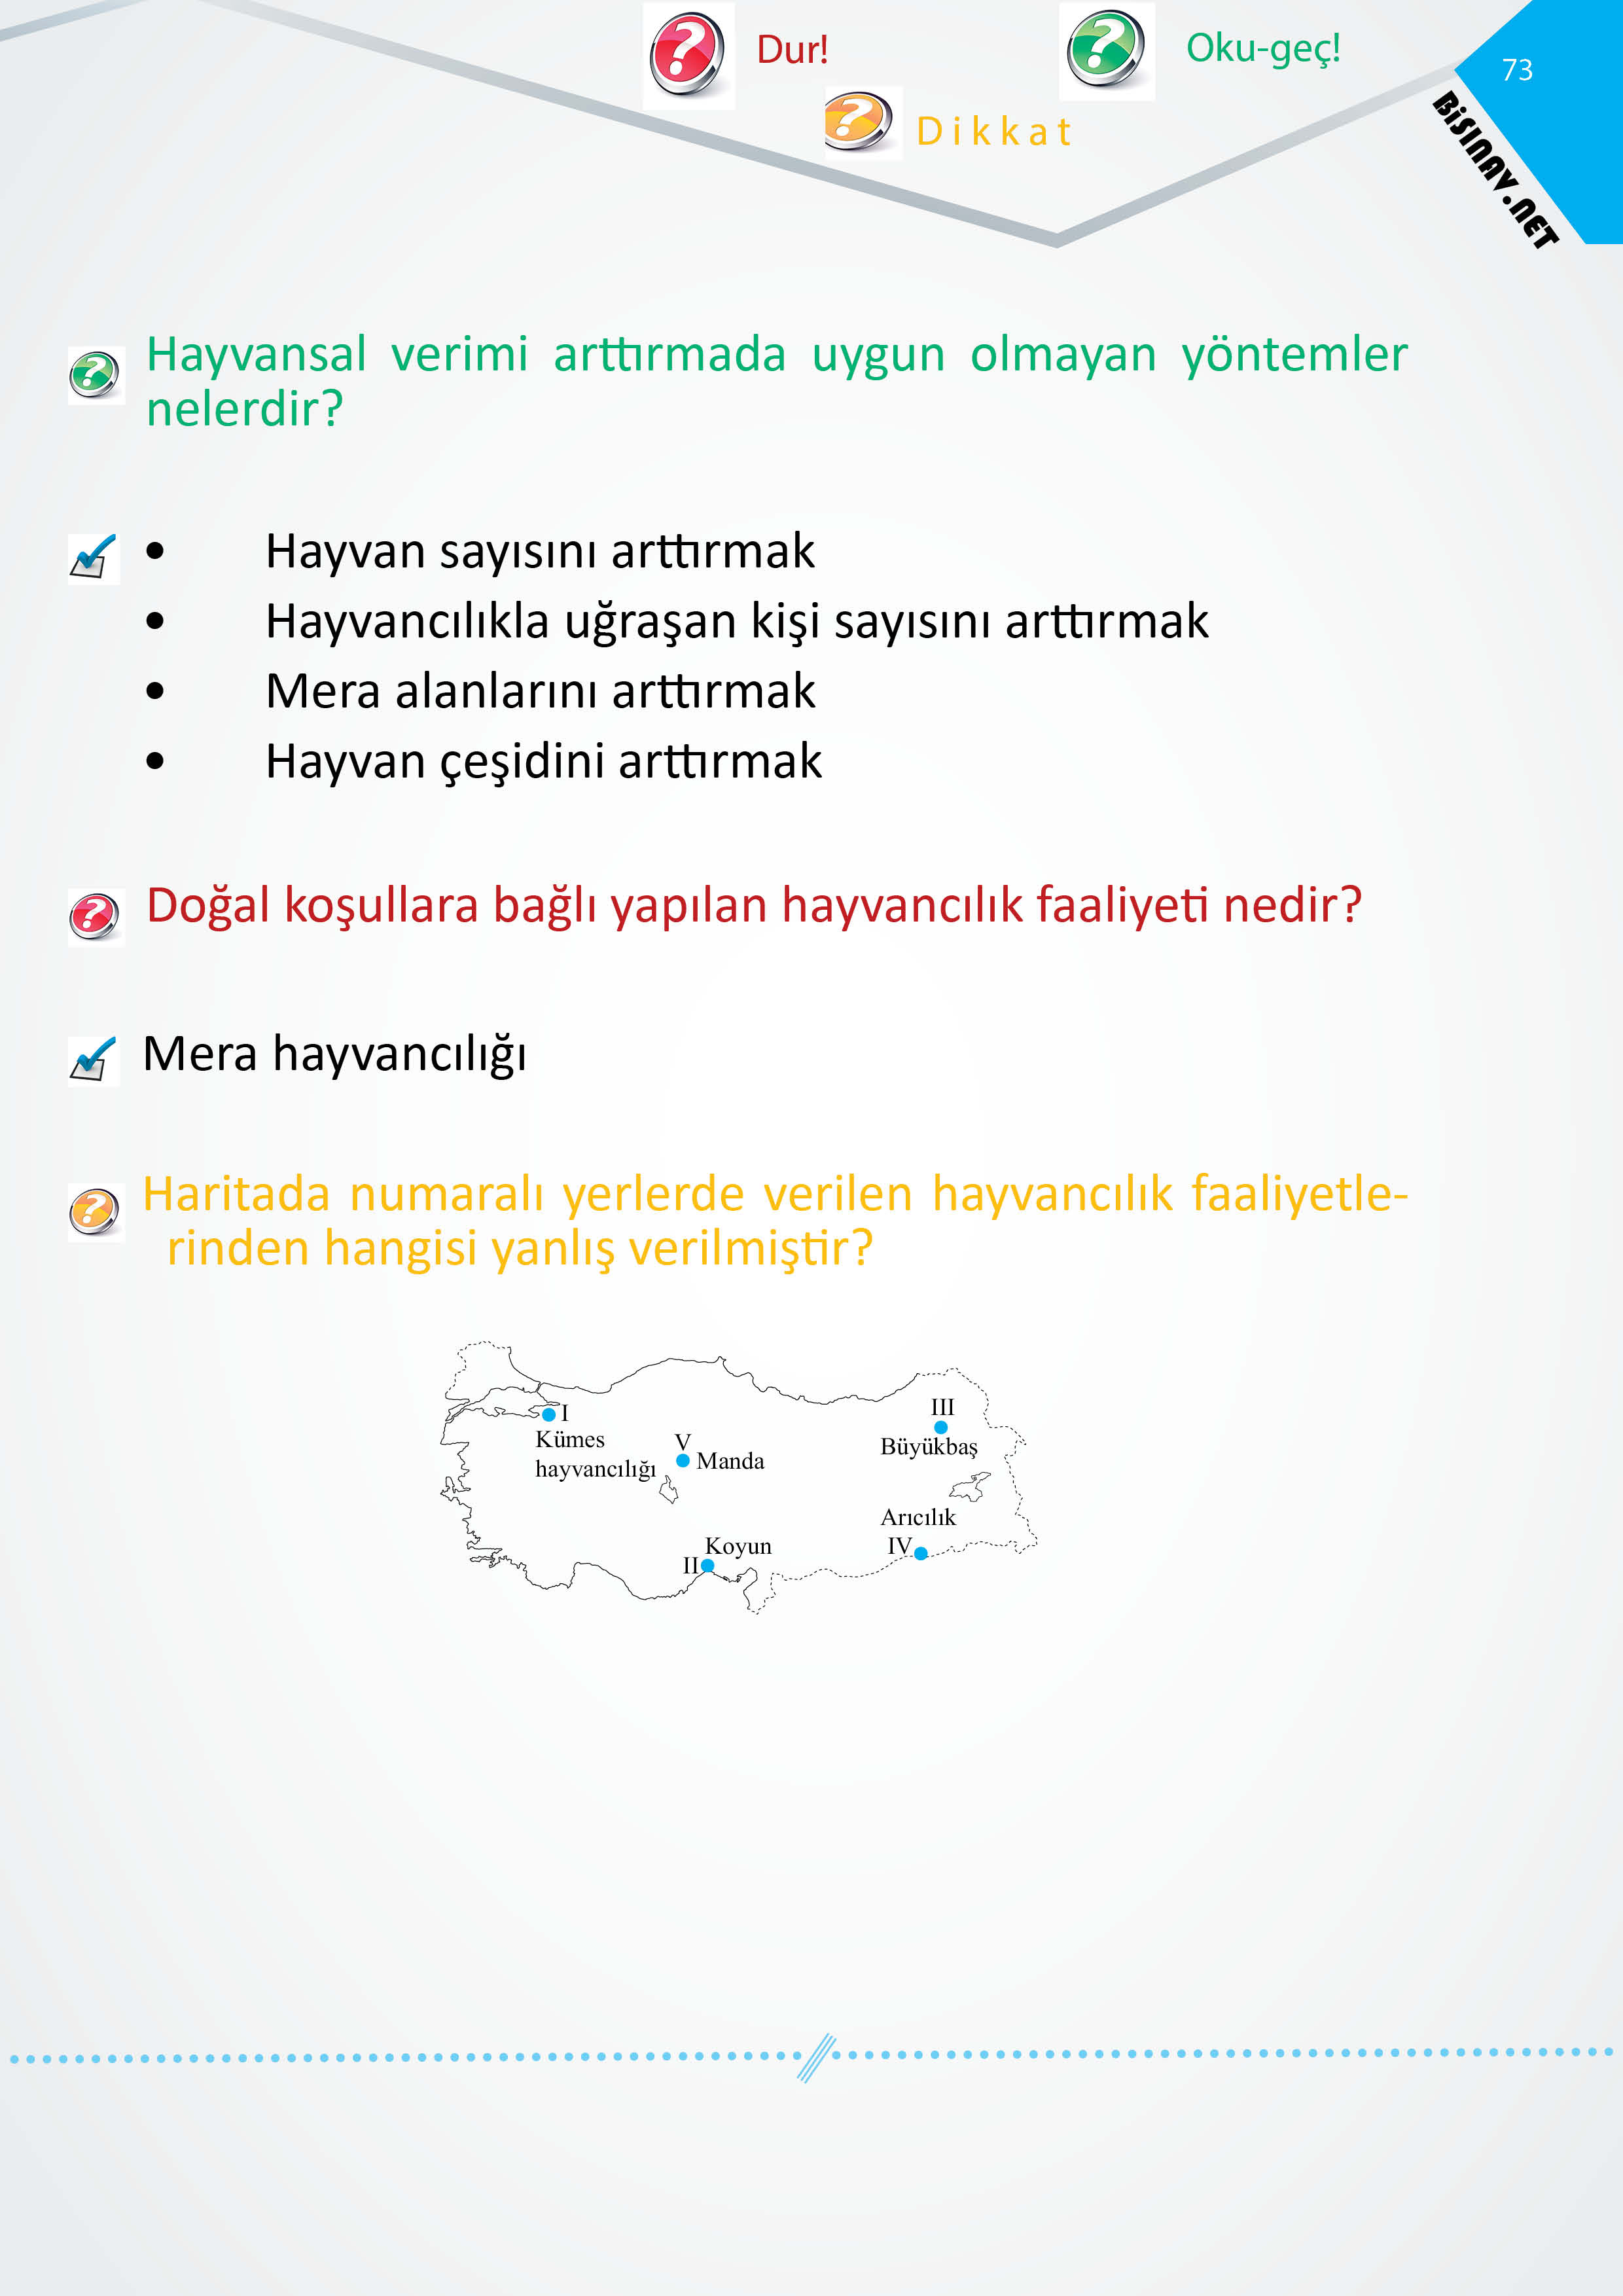 Dur!
Oku-geç!
73
Dikkat
BiSINAV.NET
Hayvansal verimi arttırmada uygun olmayan yöntemler
nelerdir?
• Hayvan sayısını arttırmak
• Hayvancılıkla uğraşan kişi sayısını arttırmak
• Mera alanlarını arttırmak
• Hayvan çeşidini arttırmak
Doğal koşullara bağlı yapılan hayvancılık faaliyeti nedir?
Mera hayvancılığı
Haritada numaralı yerlerde verilen hayvancılık faaliyetle-
rinden hangisi yanlış verilmiştir?
I
Kümes
hayvancılığı
V
Manda
III
Büyükbaş
Arıcılık
IV
Koyun
II